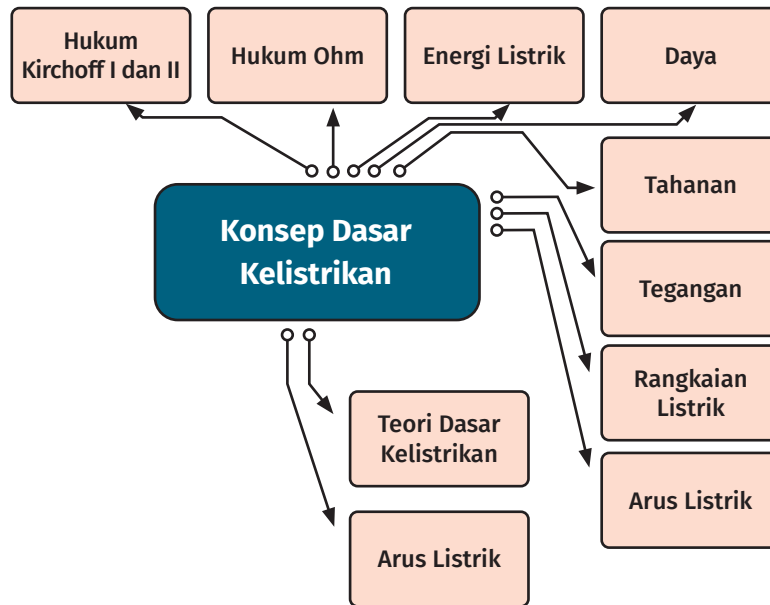 Hukum
Kirchoff I dan II
Hukum Ohm
Energi Listrik
Daya
Tahanan
Konsep Dasar
Kelistrikan
Tegangan
Rangkaian
Listrik
Teori Dasar
Kelistrikan
Arus Listrik
Arus Listrik